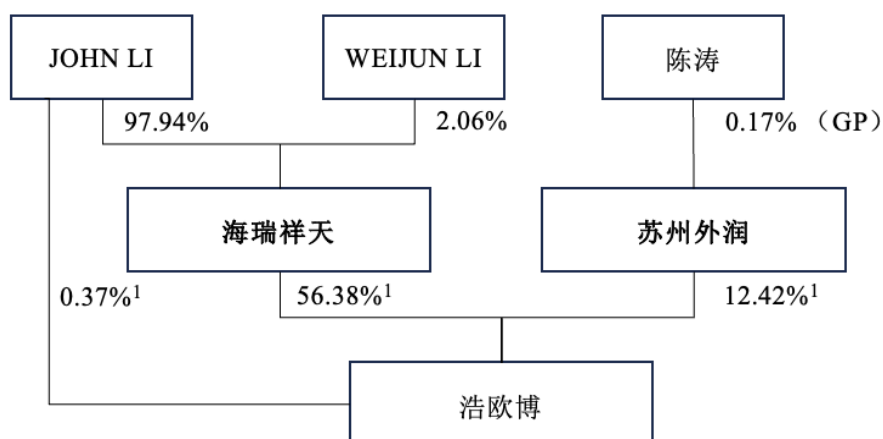 JOHN LI
WEIJUN LI
陈涛
97.94%
2.06%
0.17% （GP）
海瑞祥天
苏州外润
0.37%1
56.38%1
12.42%1
浩欧博